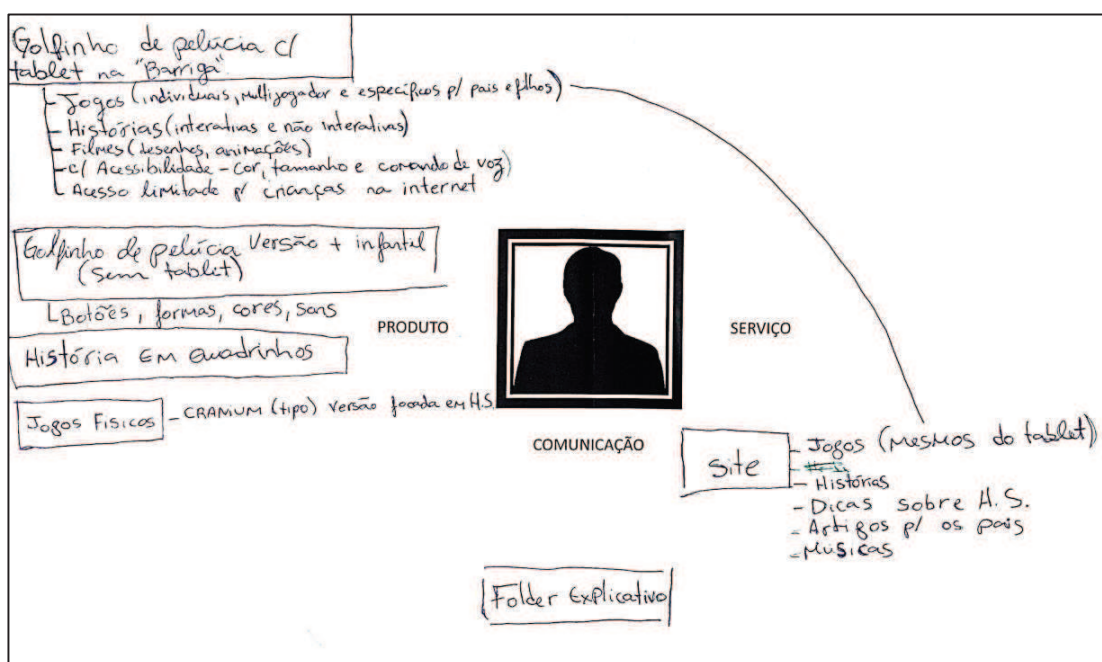 Golfinho de pelúcia c/
tablet na "Barriga"
Jogos (individuais, multijogador e específicos p/ pais e filhos)
- Histórias (interativas e não interativas)
- Filmes (desenhos, animações)
- c/ Acessibilidade - cor, tamanho e comando de voz)
Acesso limitado p/ crianças na internet
Golfinho de pelúcia versão + infantil
(sem tablet)
Botões, formas, cores, sons
PRODUTO
SERVIÇO
História em quadrinhos
Jogos Físicos - CRANIUM (tipo) versão focada em H.S.
COMUNICAÇÃO
site
- Jogos (mesmos do tablet)
- Histórias
- Dicas sobre H.S.
- Artigos p/ os pais
- Músicas
Folder Explicativo